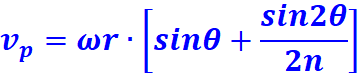 v_p = ωr · [sinθ + sin2θ / 2n]